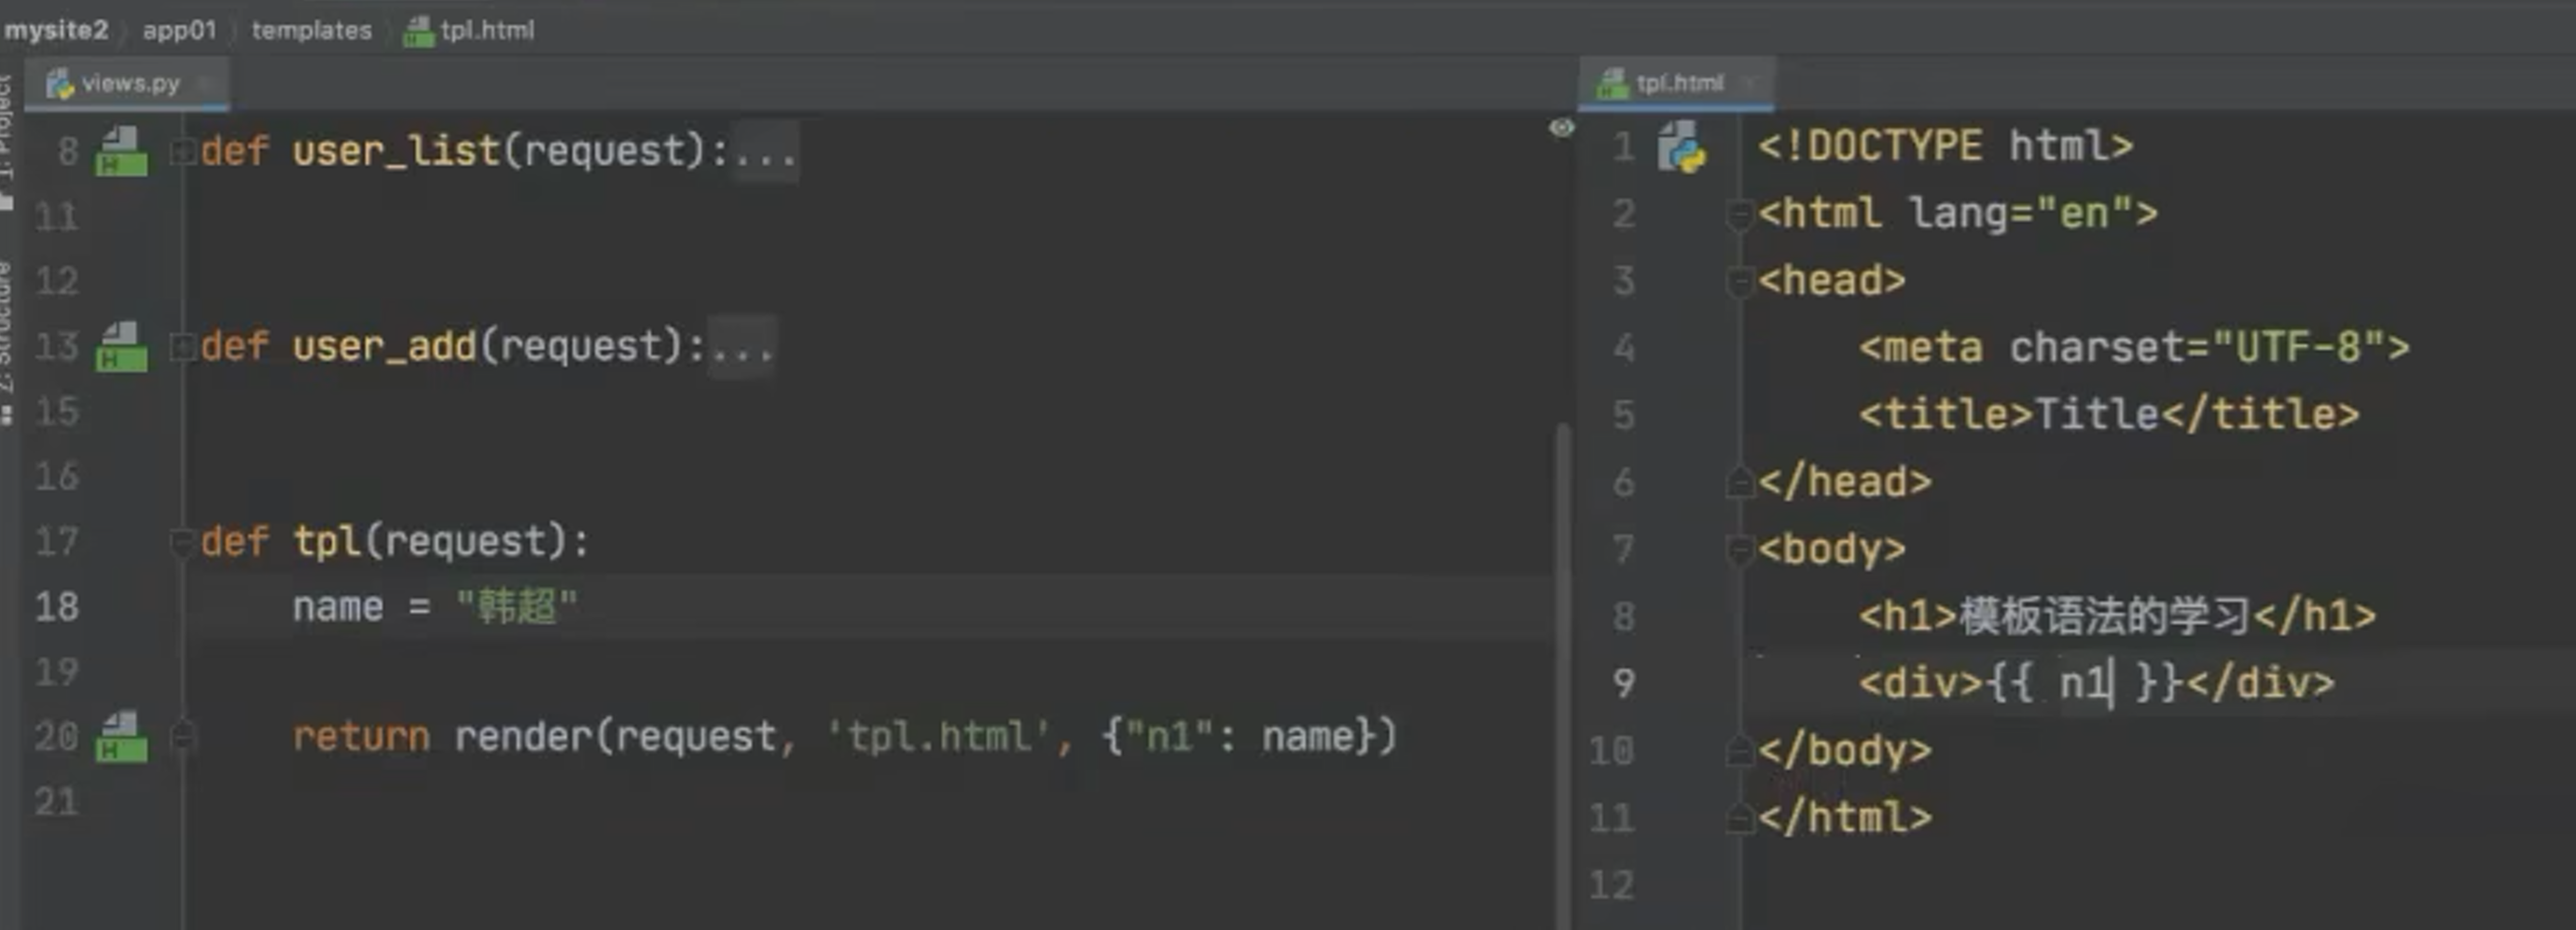 mysite2 app01 templates tpl.html
1: Project
2: Structure
views.py
8 def user_list(request):...
11
12
13 def user_add(request):...
15
16
17 def tpl(request):
18     name = "韩超"
19
20     return render(request, 'tpl.html', {"n1": name})
21
tpl.html
1 <!DOCTYPE html>
2 <html lang="en">
3 <head>
4     <meta charset="UTF-8">
5     <title>Title</title>
6 </head>
7 <body>
8     <h1>模板语法的学习</h1>
9     <div>{{ n1 }}</div>
10 </body>
11 </html>
12